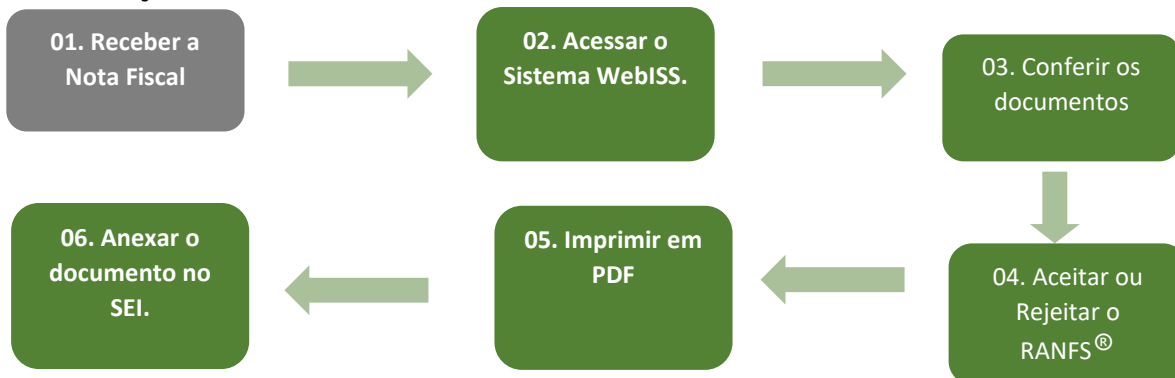 01. Receber a
Nota Fiscal
02. Acessar o
Sistema WebISS.
03. Conferir os
documentos
04. Aceitar ou
Rejeitar o
RANFS®
05. Imprimir em
PDF
06. Anexar o
documento no
SEI.